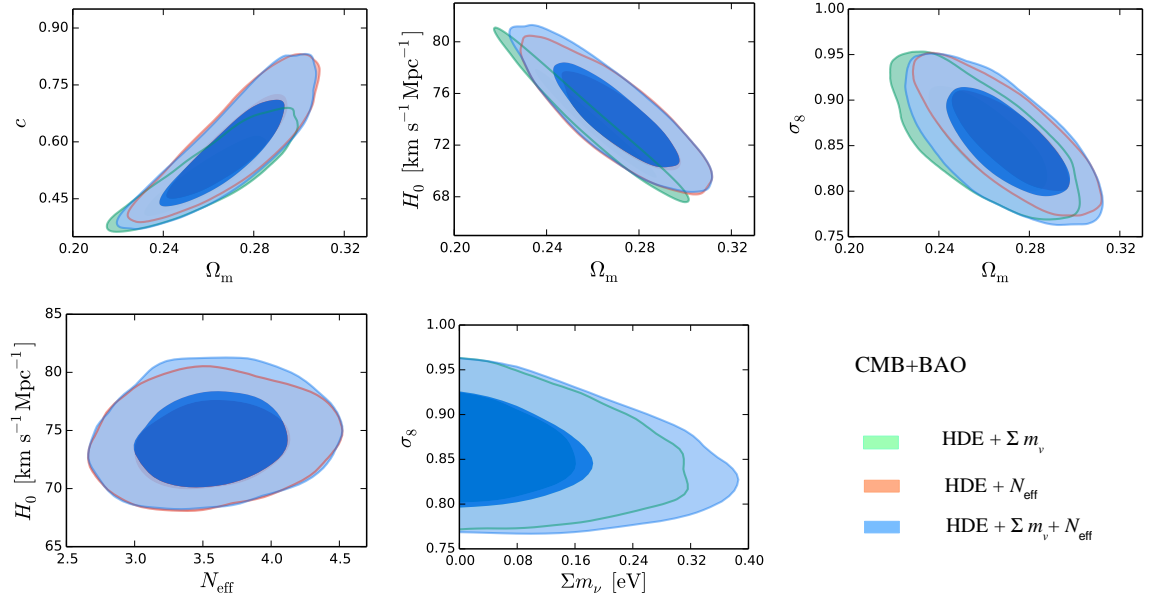 0.95
0.75
0.60
0.45
c
0.20 0.24 0.28 0.32
Ωm
80
76
72
68
H0 [km s−1 Mpc−1]
0.20 0.24 0.28 0.32
Ωm
1.00
0.95
0.90
0.85
0.80
0.75
σ8
0.20 0.24 0.28 0.32
Ωm
85
80
75
70
65
H0 [km s−1 Mpc−1]
2.5 3.0 3.5 4.0 4.5
Neff
1.00
0.95
0.90
0.85
0.80
0.75
σ8
0.00 0.08 0.16 0.24 0.32 0.40
Σmν [eV]
CMB+BAO
HDE + Σ mν
HDE + Neff
HDE + Σ mν + Neff